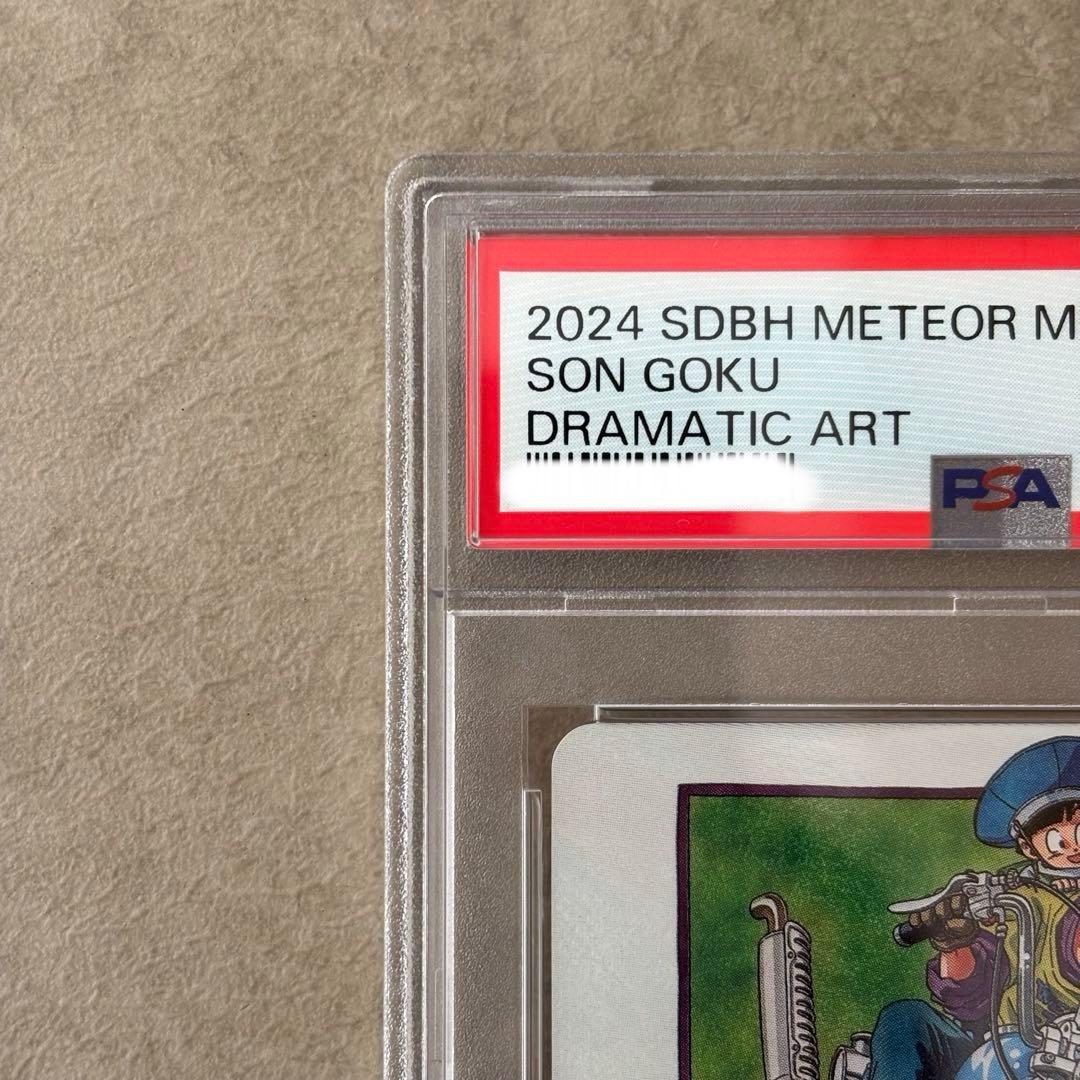 2024 SDBH METEOR M
SON GOKU
DRAMATIC ART
PSA